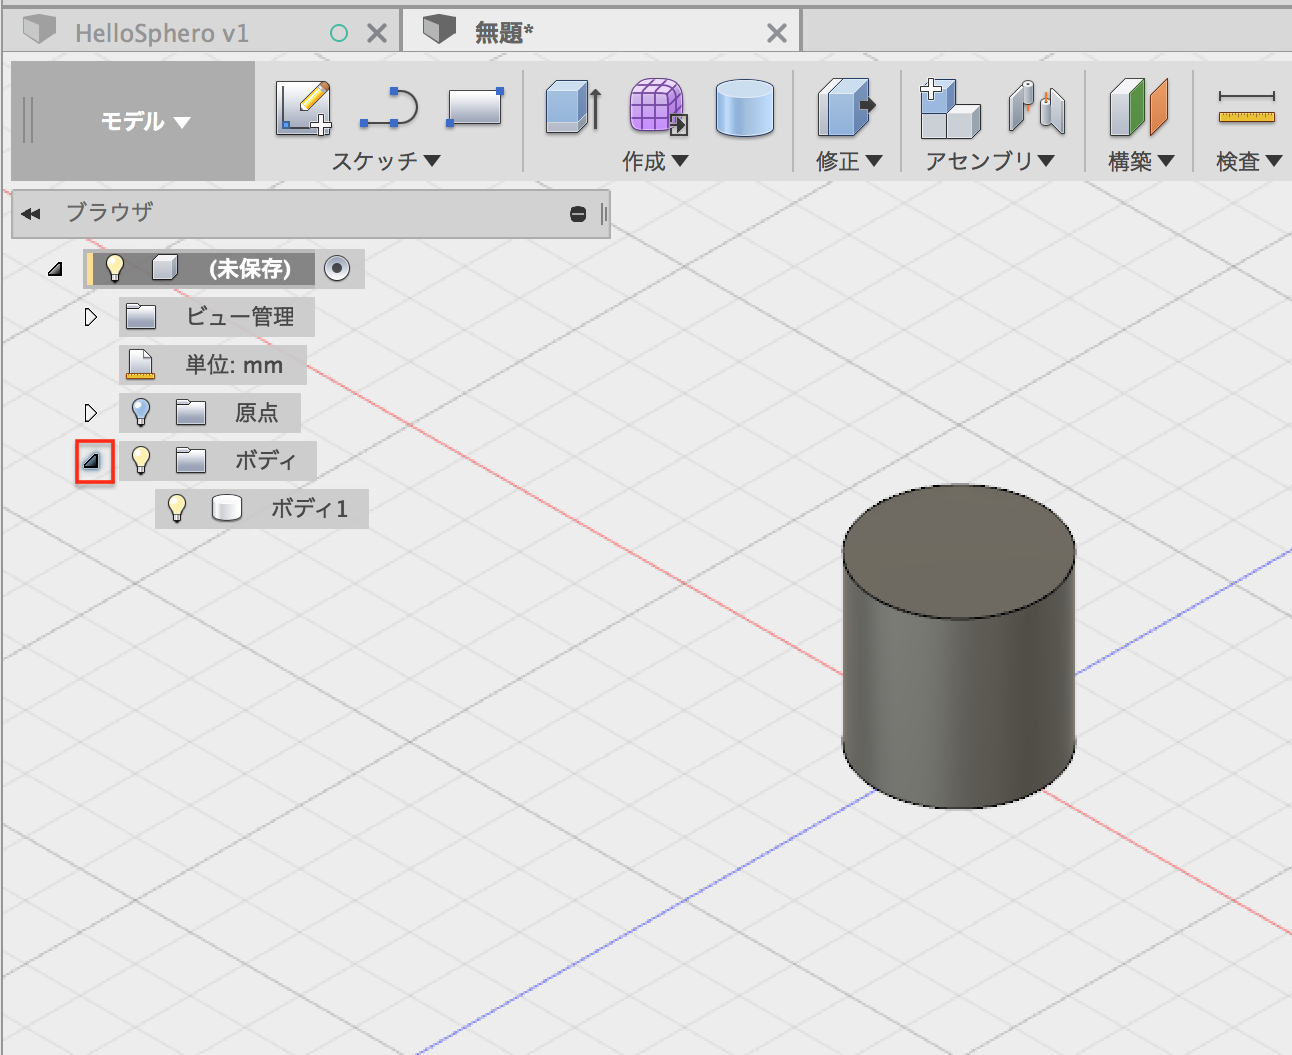 HelloSphero v1
無題*
モデル
スケッチ
作成
修正
アセンブリ
構築
検査
ブラウザ
(未保存)
ビュー管理
単位: mm
原点
ボディ
ボディ1